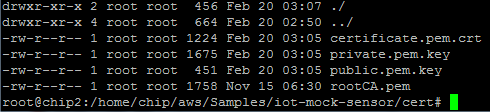 drwxr-xr-x 2 root root  456 Feb 20 03:07 ./
drwxr-xr-x 4 root root  664 Feb 20 02:50 ../
-rw-r--r-- 1 root root 1224 Feb 20 03:05 certificate.pem.crt
-rw-r--r-- 1 root root 1675 Feb 20 03:05 private.pem.key
-rw-r--r-- 1 root root  451 Feb 20 03:05 public.pem.key
-rw-r--r-- 1 root root 1758 Nov 15 06:30 rootCA.pem
root@chip2:/home/chip/aws/Samples/iot-mock-sensor/cert#